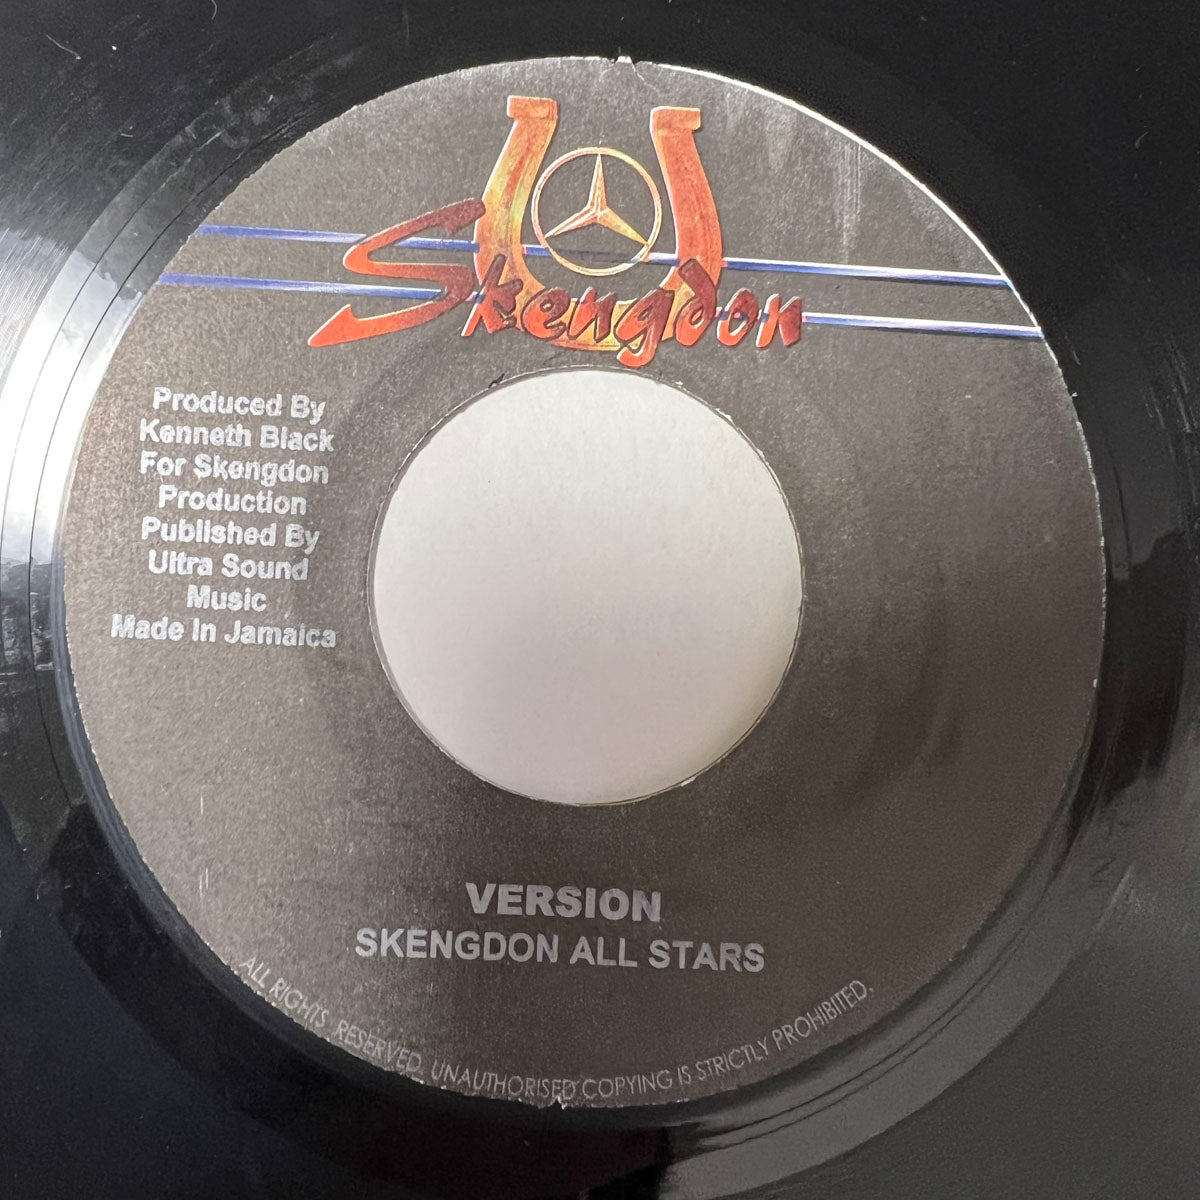 Skengdon
Produced By
Kenneth Black
For Skengdon
Production
Published By
Ultra Sound
Music
Made In Jamaica
VERSION
SKENGDON ALL STARS
ALL RIGHTS RESERVED. UNAUTHORISED COPYING IS STRICTLY PROHIBITED.